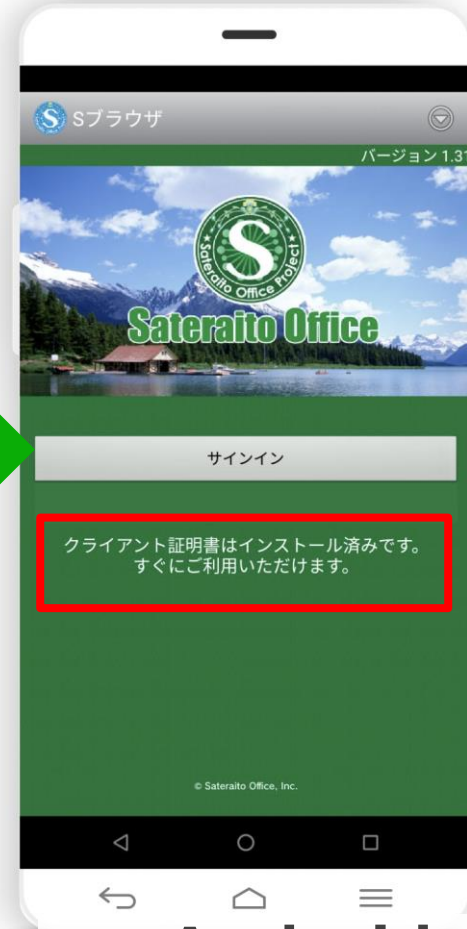 Sブラウザ
バージョン 1.31
Sateraito Office Project
Sateraito Office
サインイン
クライアント証明書はインストール済みです。
すぐにご利用いただけます。
© Sateraito Office, Inc.